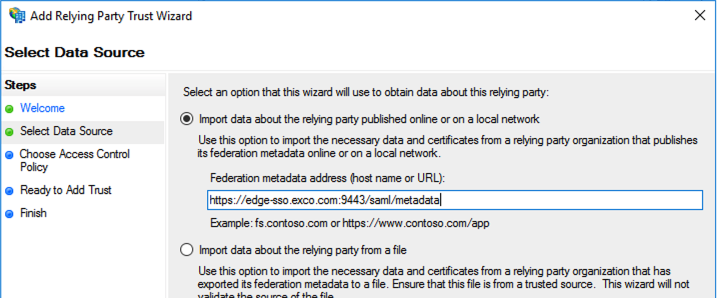 Add Relying Party Trust Wizard
Select Data Source
Steps
Welcome
Select Data Source
Choose Access Control
Policy
Ready to Add Trust
Finish
Select an option that this wizard will use to obtain data about this relying party:
Import data about the relying party published online or on a local network
Use this option to import the necessary data and certificates from a relying party organization that publishes
its federation metadata online or on a local network.
Federation metadata address (host name or URL):
https://edge-sso.exco.com:9443/saml/metadata
Example: fs.contoso.com or https://www.contoso.com/app
Import data about the relying party from a file
Use this option to import the necessary data and certificates from a relying party organization that has
exported its federation metadata to a file. Ensure that this file is from a trusted source. This wizard will not
validate the source of the file.